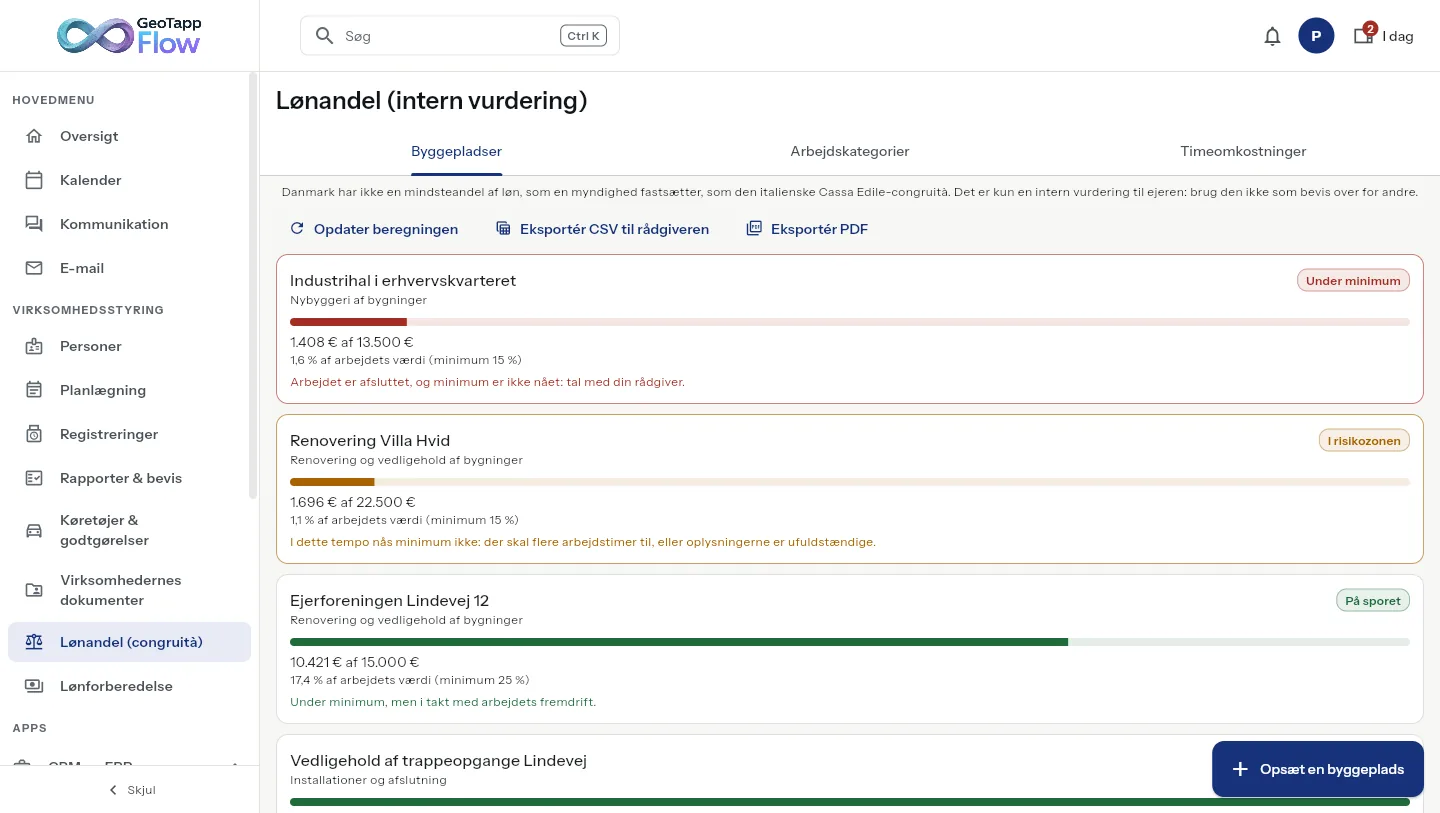 GeoTapp
Flow
Søg
Ctrl K
P
2
I dag
HOVEDMENU
Oversigt
Kalender
Kommunikation
E-mail
VIRKSOMHEDSSTYRING
Personer
Planlægning
Registreringer
Rapporter & bevis
Køretøjer &
godtgørelser
Virksomhedernes
dokumenter
Lønandel (congruità)
Lønforberedelse
APPS
Skjul
Lønandel (intern vurdering)
Byggepladser
Arbejdskategorier
Timeomkostninger
Danmark har ikke en mindsteandel af løn, som en myndighed fastsætter, som den italienske Cassa Edile-congruità. Det er kun en intern vurdering til ejeren: brug den ikke som bevis over for andre.
Opdater beregningen
Eksportér CSV til rådgiveren
Eksportér PDF
Industrihal i erhvervskvarteret
Under minimum
Nybyggeri af bygninger
1.408 € af 13.500 €
1,6 % af arbejdets værdi (minimum 15 %)
Arbejdet er afsluttet, og minimum er ikke nået: tal med din rådgiver.
Renovering Villa Hvid
I risikozonen
Renovering og vedligehold af bygninger
1.696 € af 22.500 €
1,1 % af arbejdets værdi (minimum 15 %)
I dette tempo nås minimum ikke: der skal flere arbejdstimer til, eller oplysningerne er ufuldstændige.
Ejerforeningen Lindevej 12
På sporet
Renovering og vedligehold af bygninger
10.421 € af 15.000 €
17,4 % af arbejdets værdi (minimum 25 %)
Under minimum, men i takt med arbejdets fremdrift.
Vedligehold af trappeopgange Lindevej
Installationer og afslutning
Opsæt en byggeplads